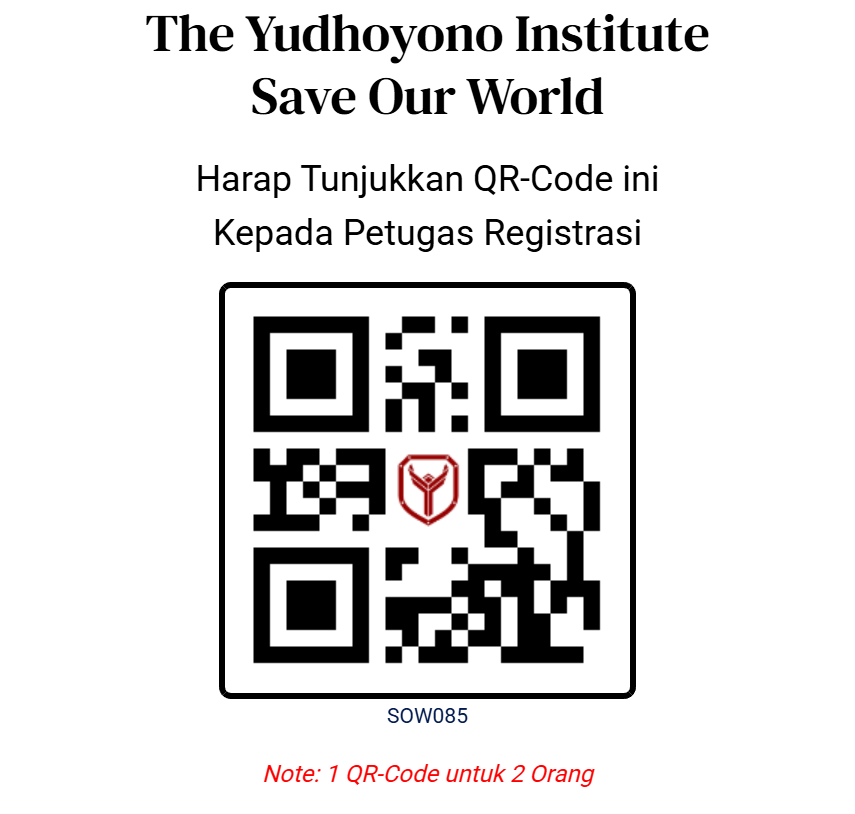 The Yudhoyono Institute
Save Our World
Harap Tunjukkan QR-Code ini
Kepada Petugas Registrasi
SOW085
Note: 1 QR-Code untuk 2 Orang